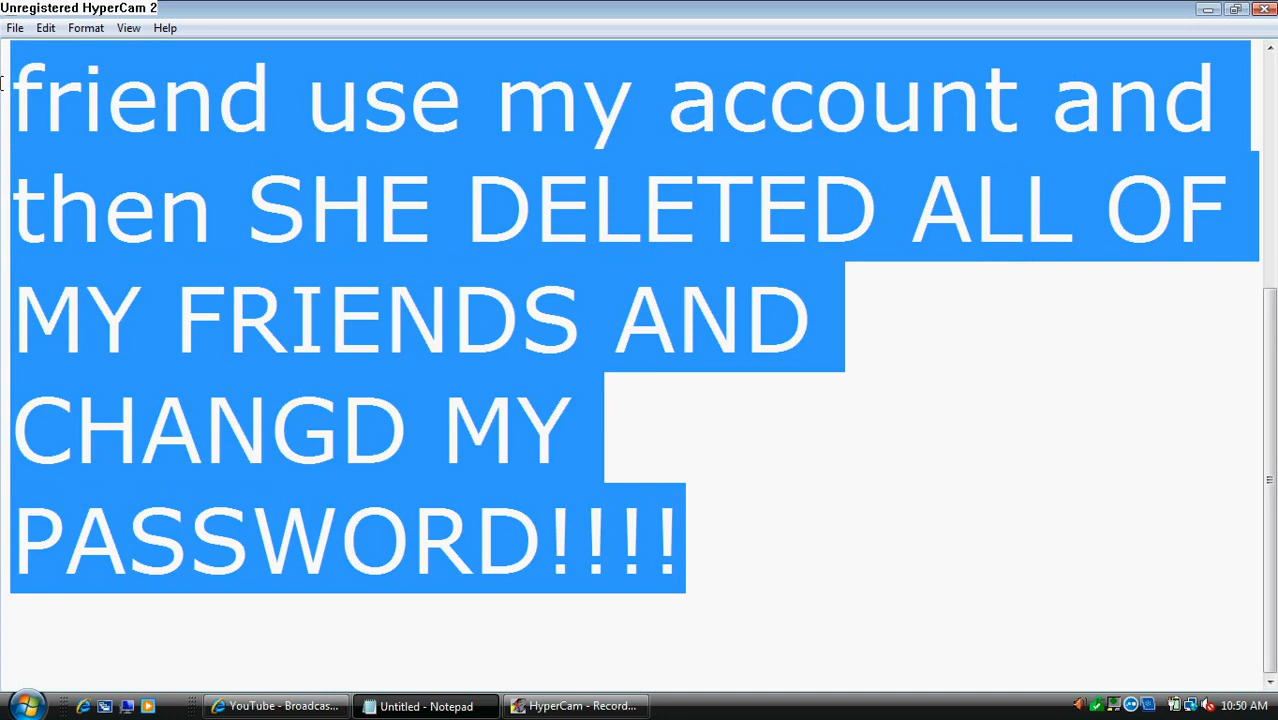 Unregistered HyperCam 2
File Edit Format View Help
friend use my account and
then SHE DELETED ALL OF
MY FRIENDS AND
CHANGD MY
PASSWORD!!!!
YouTube - Broadcas... Untitled - Notepad HyperCam - Record... 10:50 AM